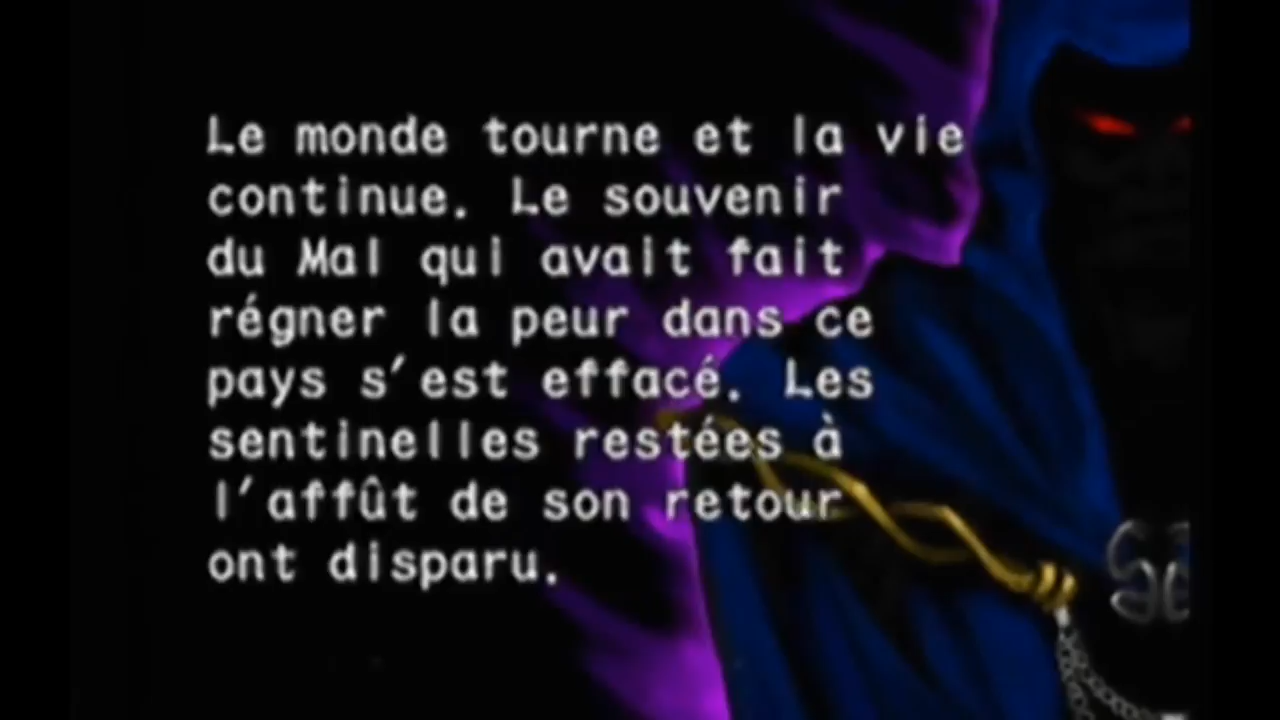 Le monde tourne et la vie
continue. Le souvenir
du Mal qui avait fait
régner la peur dans ce
pays s'est effacé. Les
sentinelles restées à
l'affût de son retour
ont disparu.